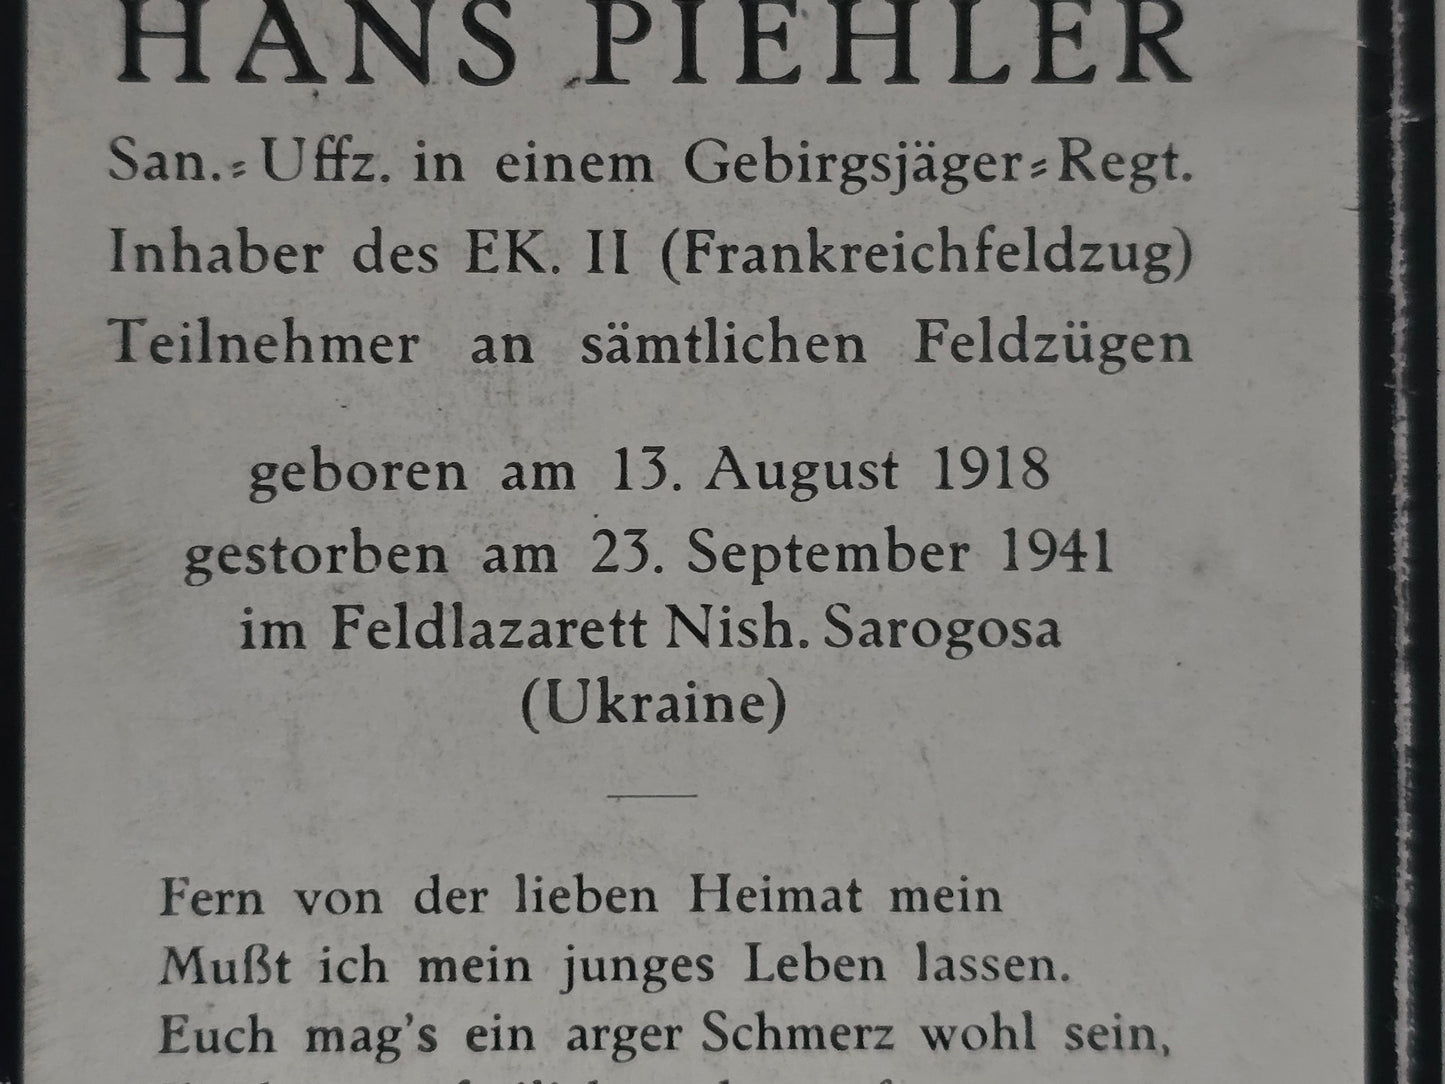 HANS PIEHLER
San.-Uffz. in einem Gebirgsjäger-Regt.
Inhaber des EK. II (Frankreichfeldzug)
Teilnehmer an sämtlichen Feldzügen
geboren am 13. August 1918
gestorben am 23. September 1941
im Feldlazarett Nish. Sarogosa
(Ukraine)
Fern von der lieben Heimat mein
Mußt ich mein junges Leben lassen.
Euch mag's ein arger Schmerz wohl sein,